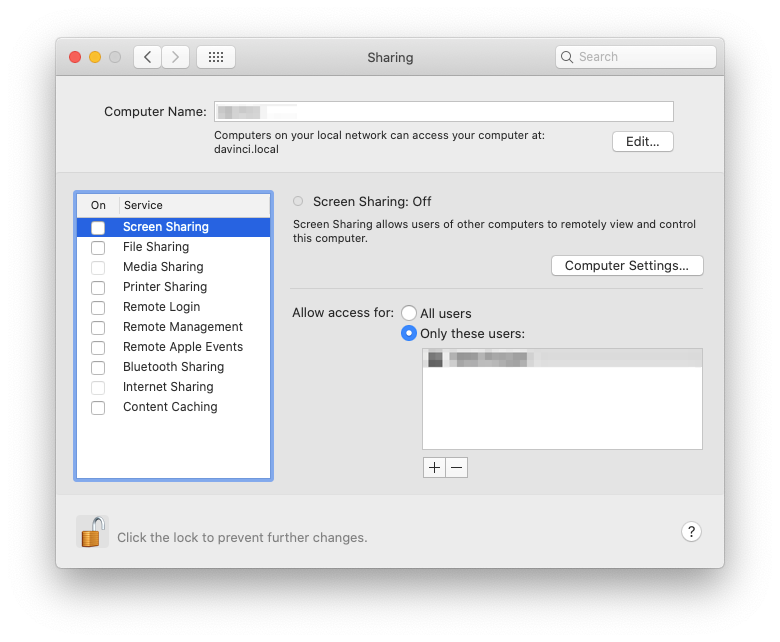 Sharing
Search
Computer Name:
Computers on your local network can access your computer at:
davinci.local
Edit...
On Service
Screen Sharing
File Sharing
Media Sharing
Printer Sharing
Remote Login
Remote Management
Remote Apple Events
Bluetooth Sharing
Internet Sharing
Content Caching
Screen Sharing: Off
Screen Sharing allows users of other computers to remotely view and control
this computer.
Computer Settings...
Allow access for:
All users
Only these users:
+ −
Click the lock to prevent further changes.
?